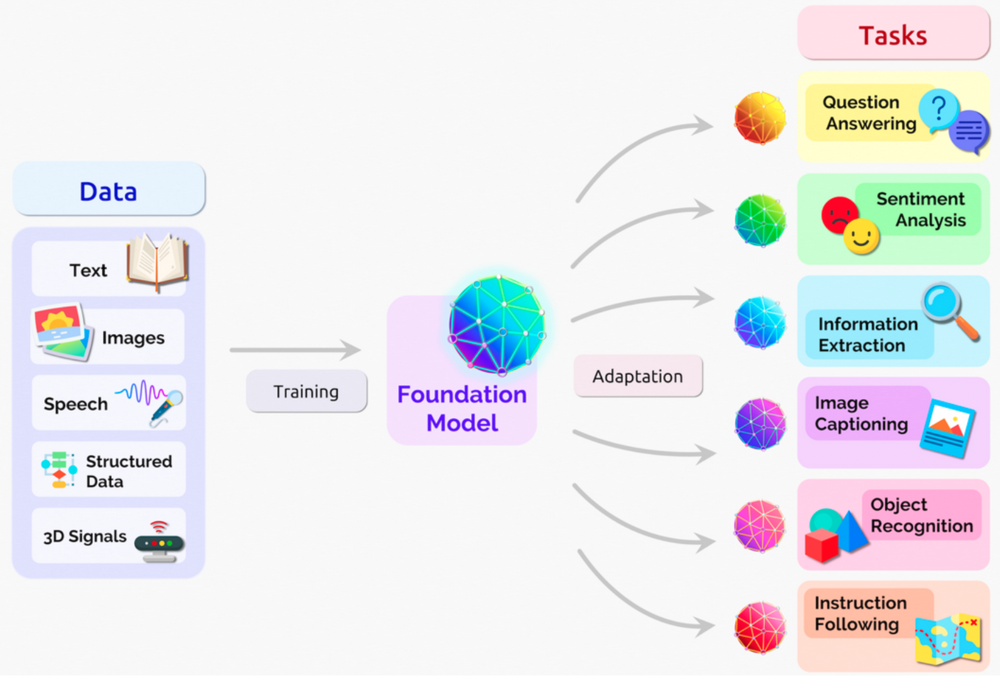 Data
Text
Images
Speech
Structured
Data
3D Signals
Training
Foundation
Model
Adaptation
Tasks
Question
Answering
?
Sentiment
Analysis
Information
Extraction
Image
Captioning
Object
Recognition
Instruction
Following